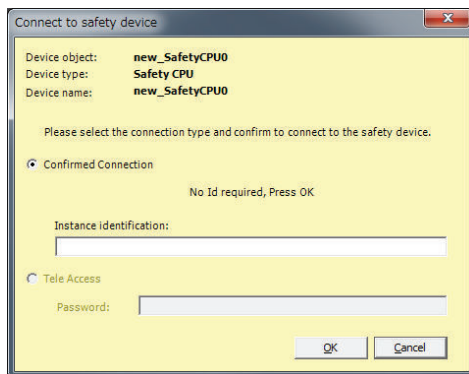 Connect to safety device
Device object: new_SafetyCPU0
Device type: Safety CPU
Device name: new_SafetyCPU0
Please select the connection type and confirm to connect to the safety device.
Confirmed Connection
No Id required, Press OK
Instance identification:
Tele Access
Password:
OK Cancel